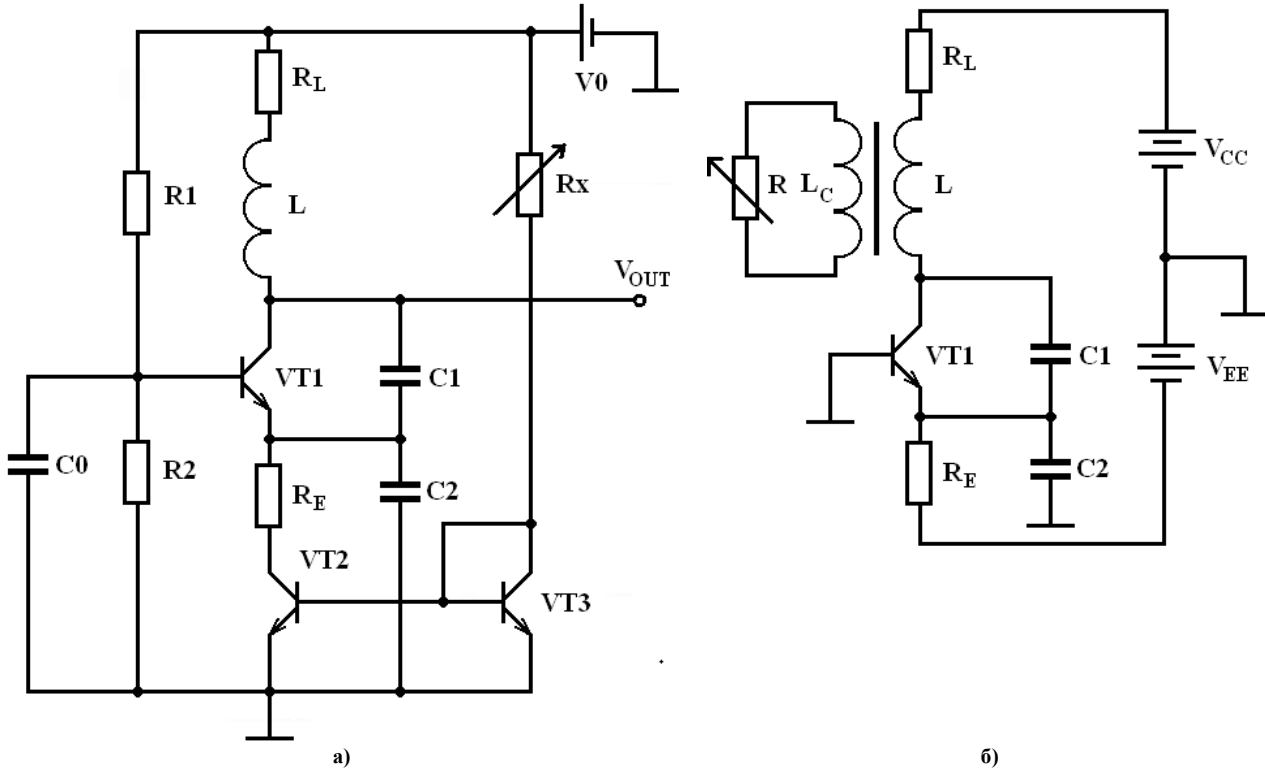 R_L
V0
R1
L
Rx
V_OUT
VT1
C1
C0
R2
R_E
C2
VT2
VT3
а)
R_L
V_CC
R
L_C
L
VT1
C1
V_EE
R_E
C2
б)